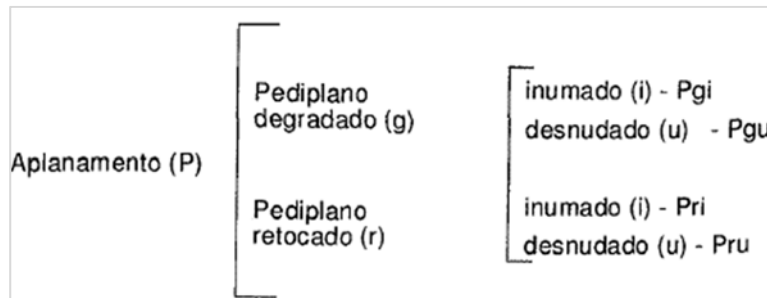 Aplanamento (P)
Pediplano
degradado (g)
inumado (i) - Pgi
desnudado (u) - Pgu
Pediplano
retocado (r)
inumado (i) - Pri
desnudado (u) - Pru